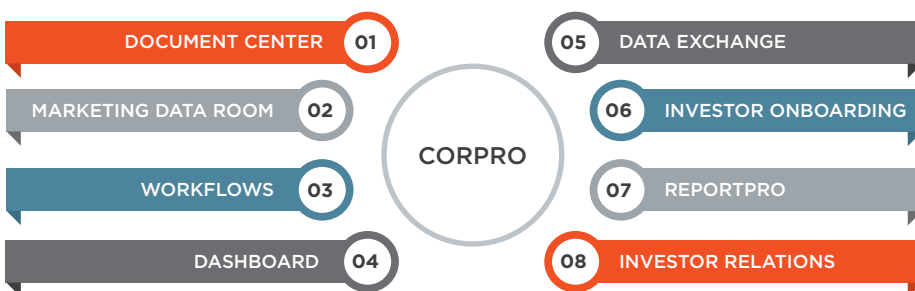 DOCUMENT CENTER 01
MARKETING DATA ROOM 02
WORKFLOWS 03
DASHBOARD 04
CORPRO
05 DATA EXCHANGE
06 INVESTOR ONBOARDING
07 REPORTPRO
08 INVESTOR RELATIONS